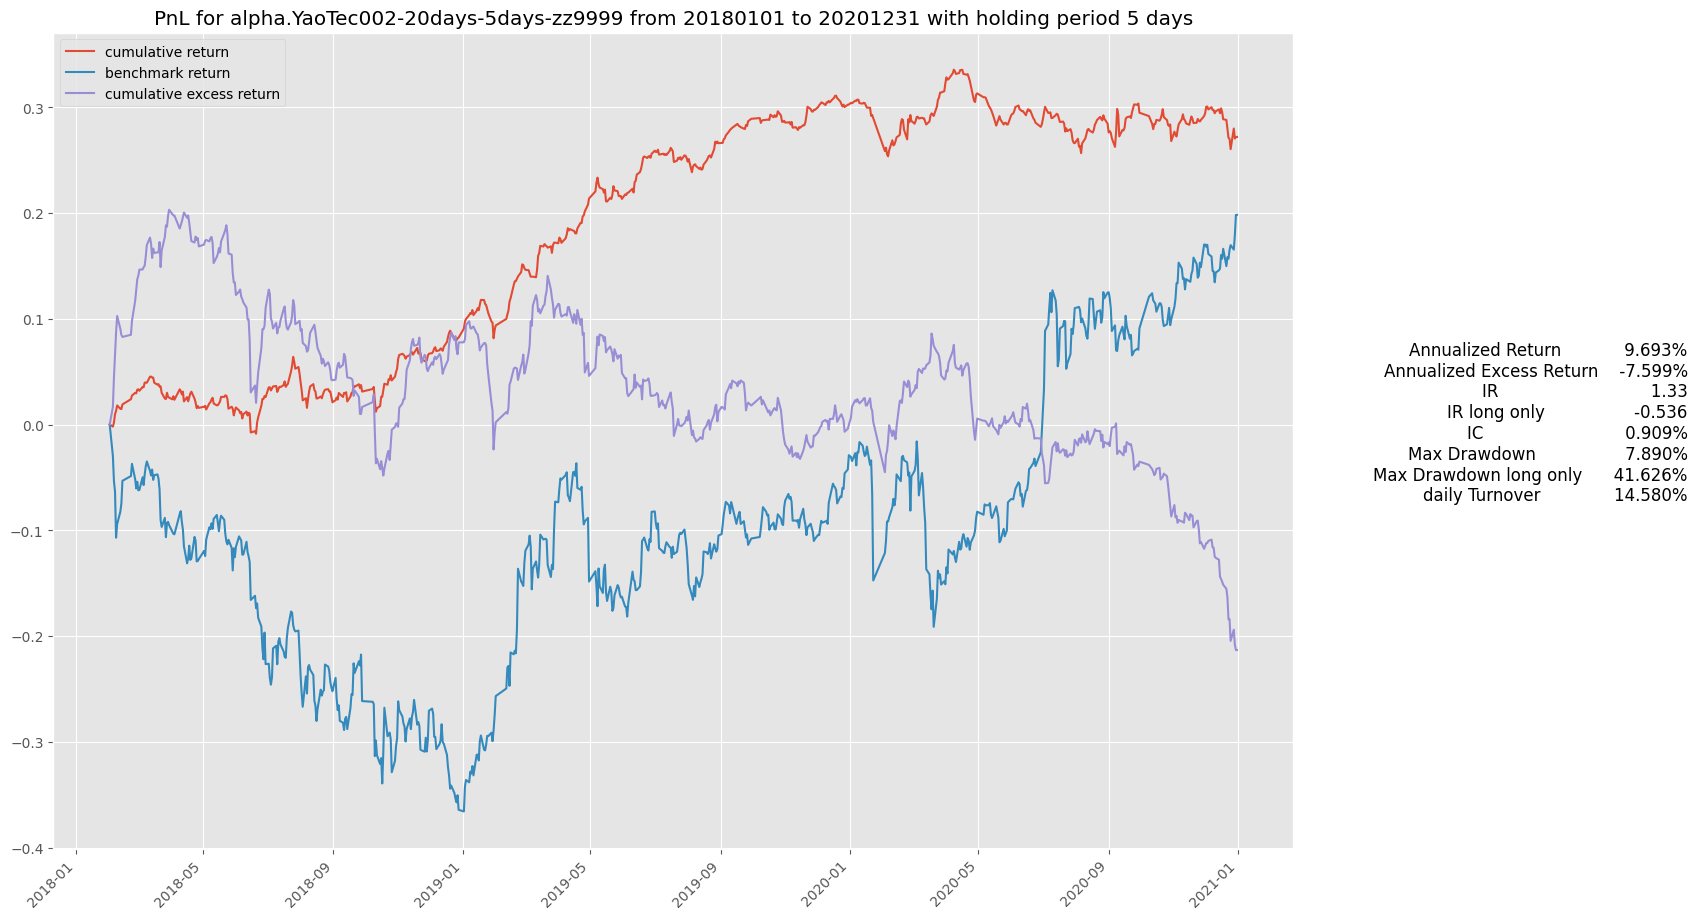 PnL for alpha.YaoTec002-20days-5days-zz9999 from 20180101 to 20201231 with holding period 5 days
cumulative return
benchmark return
cumulative excess return
0.3
0.2
0.1
0.0
−0.1
−0.2
−0.3
−0.4
2018-01
2018-05
2018-09
2019-01
2019-05
2019-09
2020-01
2020-05
2020-09
2021-01
Annualized Return 9.693%
Annualized Excess Return -7.599%
IR 1.33
IR long only -0.536
IC 0.909%
Max Drawdown 7.890%
Max Drawdown long only 41.626%
daily Turnover 14.580%